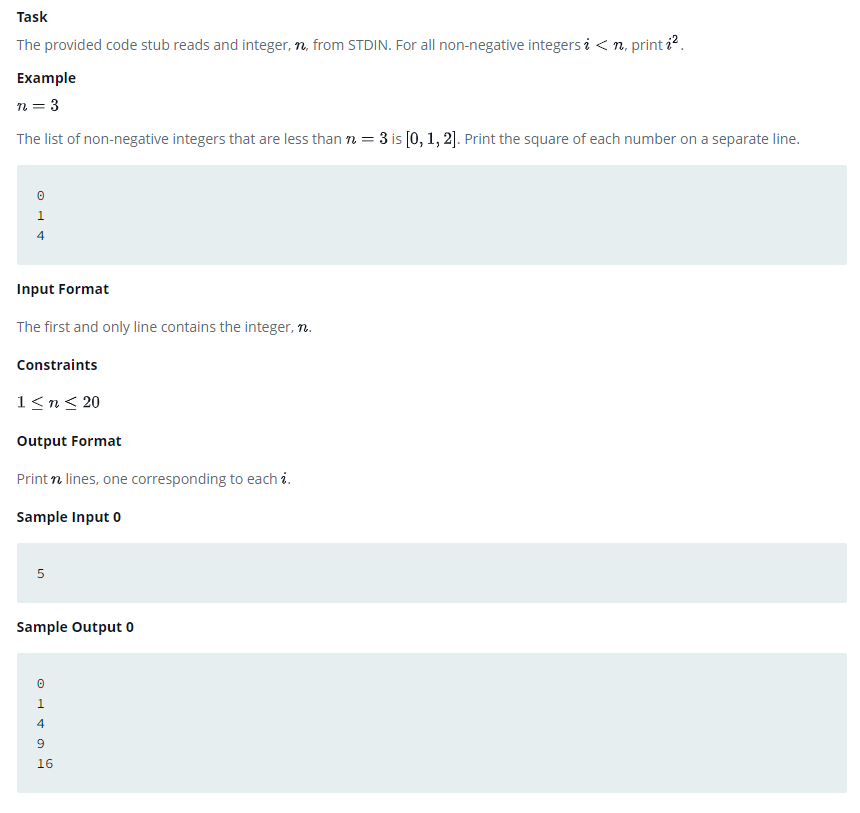 Task
The provided code stub reads and integer, n, from STDIN. For all non-negative integers i < n, print i².
Example
n = 3
The list of non-negative integers that are less than n = 3 is [0, 1, 2]. Print the square of each number on a separate line.
0
1
4
Input Format
The first and only line contains the integer, n.
Constraints
1 ≤ n ≤ 20
Output Format
Print n lines, one corresponding to each i.
Sample Input 0
5
Sample Output 0
0
1
4
9
16